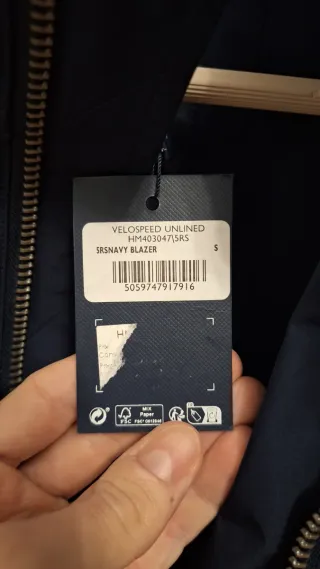 VELOSPEED UNLINED
HM403047\5RS
5RSNAVY BLAZER S
5059747917916
H
MIX
Paper
FSC